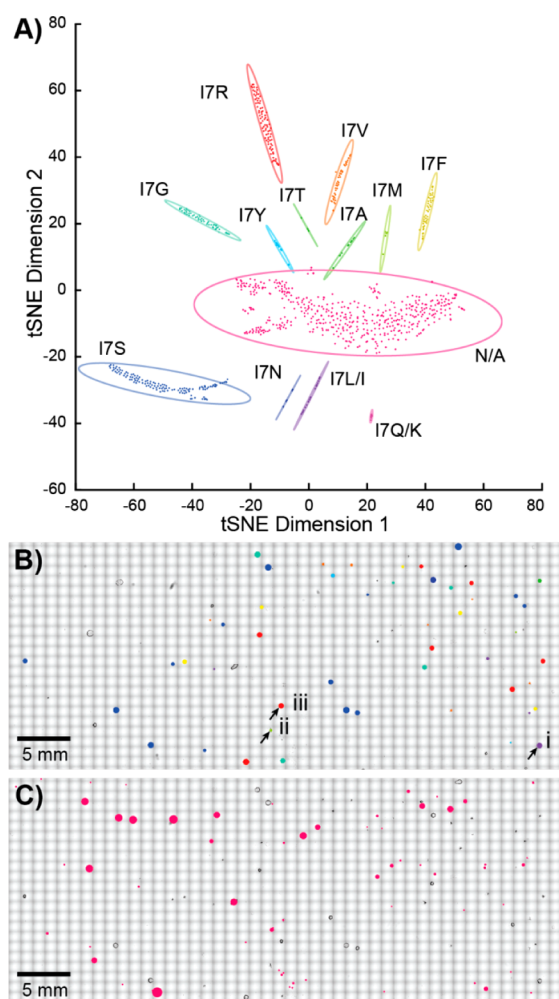 A)
80
60
40
20
0
-20
-40
-60
tSNE Dimension 2
I7R
I7V
I7F
I7T
I7M
I7G
I7Y
I7A
N/A
I7S
I7N
I7L/I
I7Q/K
-80 -60 -40 -20 0 20 40 60 80
tSNE Dimension 1
B)
iii
ii
i
5 mm
C)
5 mm